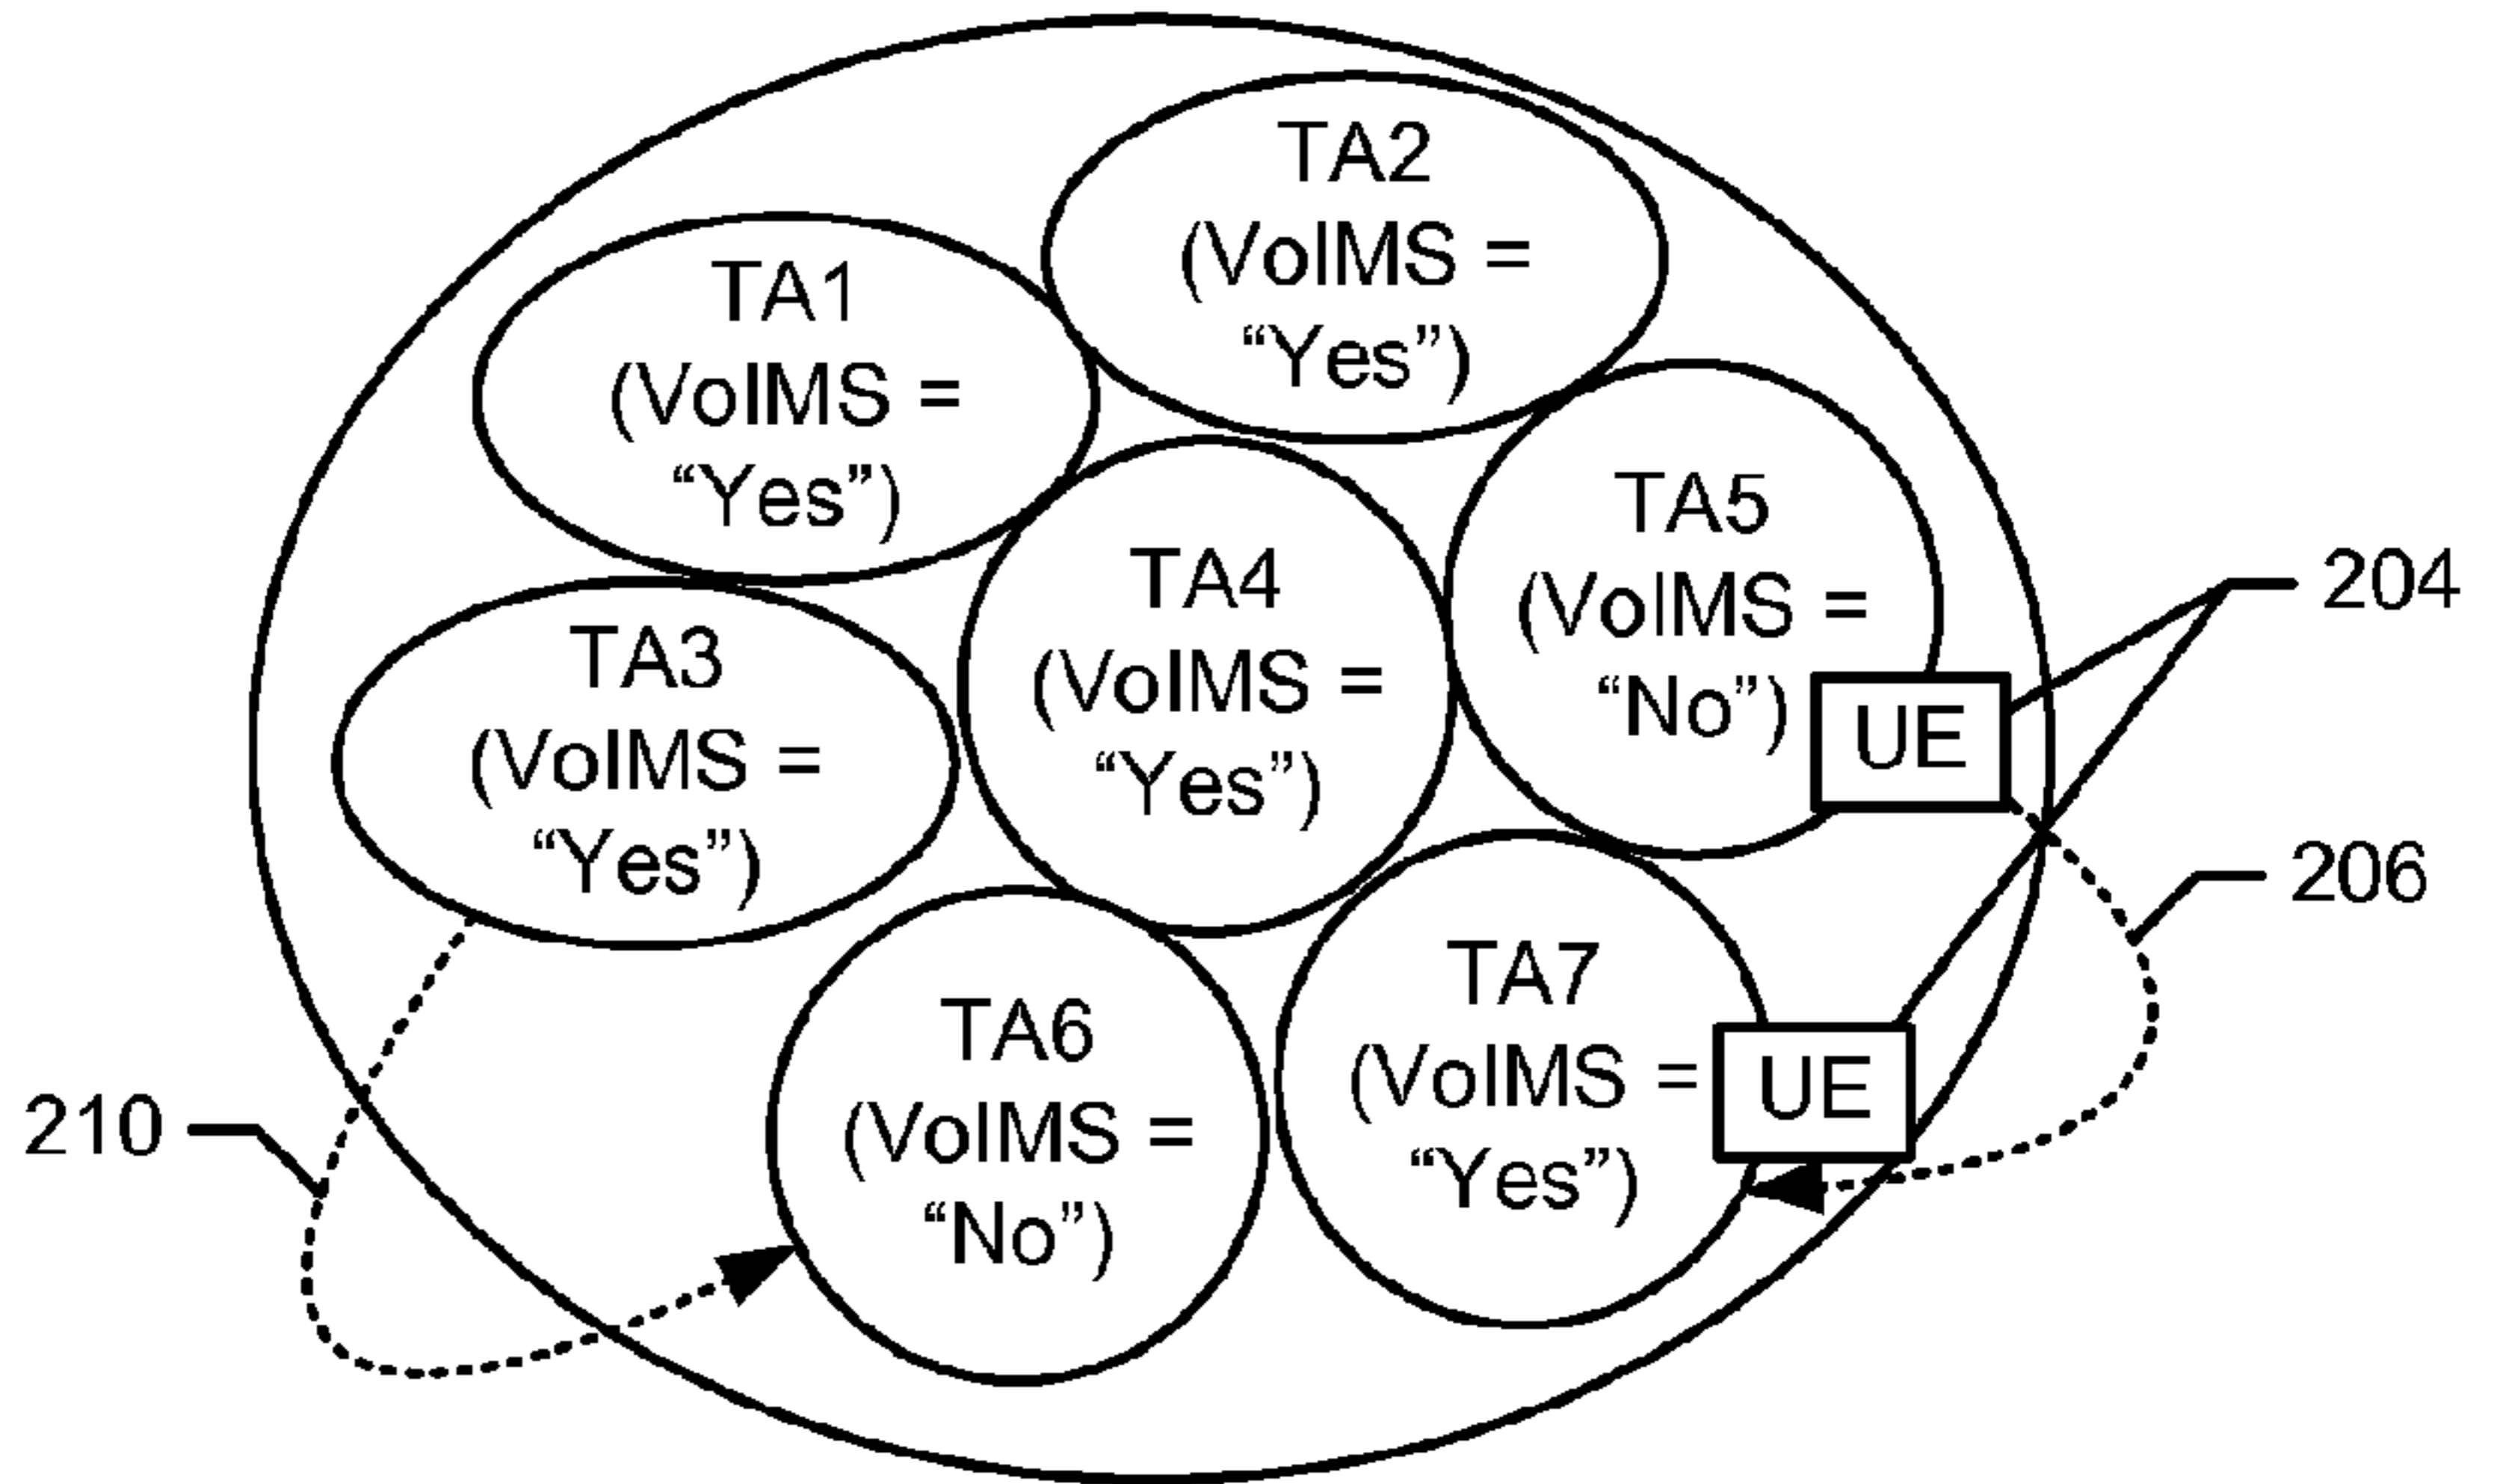 TA2
(VoIMS =
“Yes”)
TA1
(VoIMS =
“Yes”)
TA5
(VoIMS =
“No”)
UE
TA4
(VoIMS =
“Yes”)
TA3
(VoIMS =
“Yes”)
204
206
TA7
(VoIMS =
“Yes”)
UE
TA6
(VoIMS =
“No”)
210